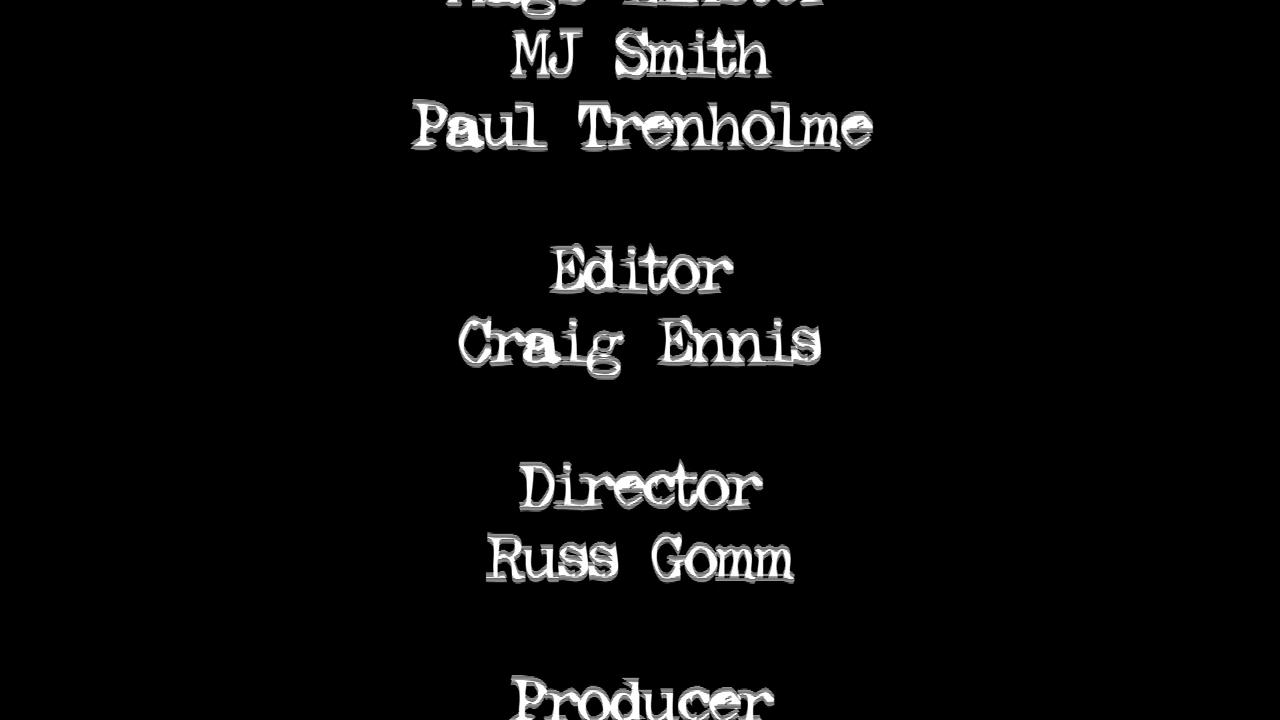 MJ Smith
Paul Trenholme
Editor
Craig Ennis
Director
Russ Gomm
Producer